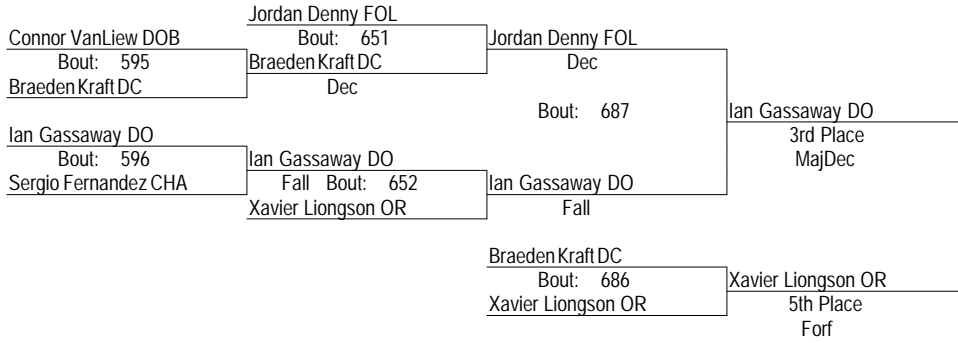 Jordan Denny FOL
Connor VanLiew DOB
Bout: 651
Jordan Denny FOL
Bout: 595
Braeden Kraft DC
Dec
Braeden Kraft DC
Dec
Bout: 687
Ian Gassaway DO
Ian Gassaway DO
3rd Place
Bout: 596
Ian Gassaway DO
MajDec
Sergio Fernandez CHA
Fall Bout: 652
Ian Gassaway DO
Xavier Liongson OR
Fall
Braeden Kraft DC
Bout: 686
Xavier Liongson OR
Xavier Liongson OR
5th Place
Forf